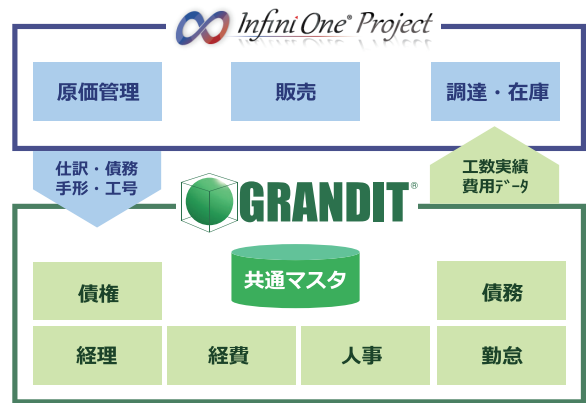 Infini One® Project
原価管理
販売
調達・在庫
仕訳・債務
手形・工号
工数実績
費用ﾃﾞｰﾀ
GRANDIT®
共通マスタ
債権
債務
経理
経費
人事
勤怠